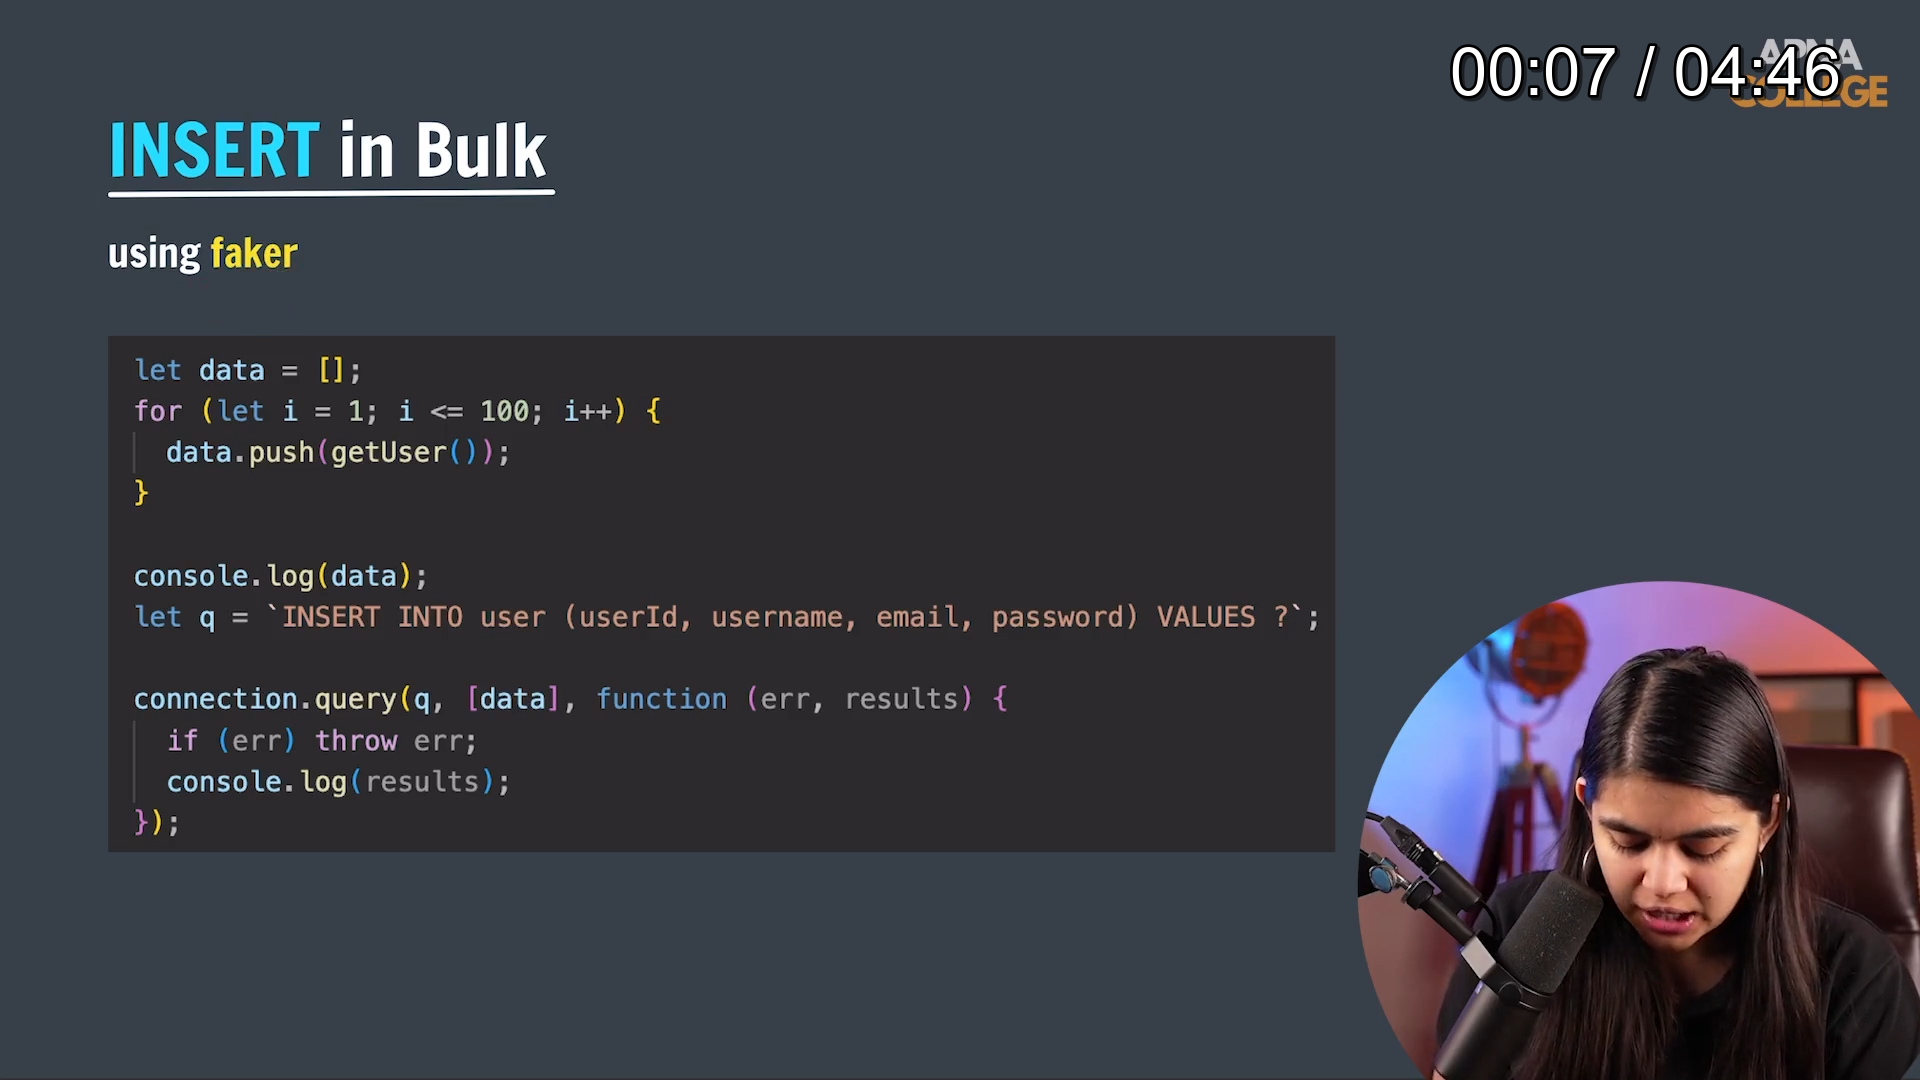 00:07 / 04:46
APNA
COLLEGE
INSERT in Bulk
using faker
let data = [];
for (let i = 1; i <= 100; i++) {
data.push(getUser());
}
console.log(data);
let q = `INSERT INTO user (userId, username, email, password) VALUES ?`;
connection.query(q, [data], function (err, results) {
if (err) throw err;
console.log(results);
});